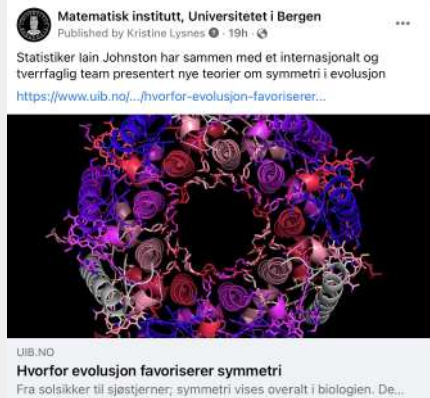 Matematisk institutt, Universitetet i Bergen
Published by Kristine Lysnes · 19h ·
Statistiker Iain Johnston har sammen med et internasjonalt og
tverrfaglig team presentert nye teorier om symmetri i evolusjon
https://www.uib.no/.../hvorfor-evolusjon-favoriserer...
UIB.NO
Hvorfor evolusjon favoriserer symmetri
Fra solsikker til sjøstjerner; symmetri vises overalt i biologien. De...